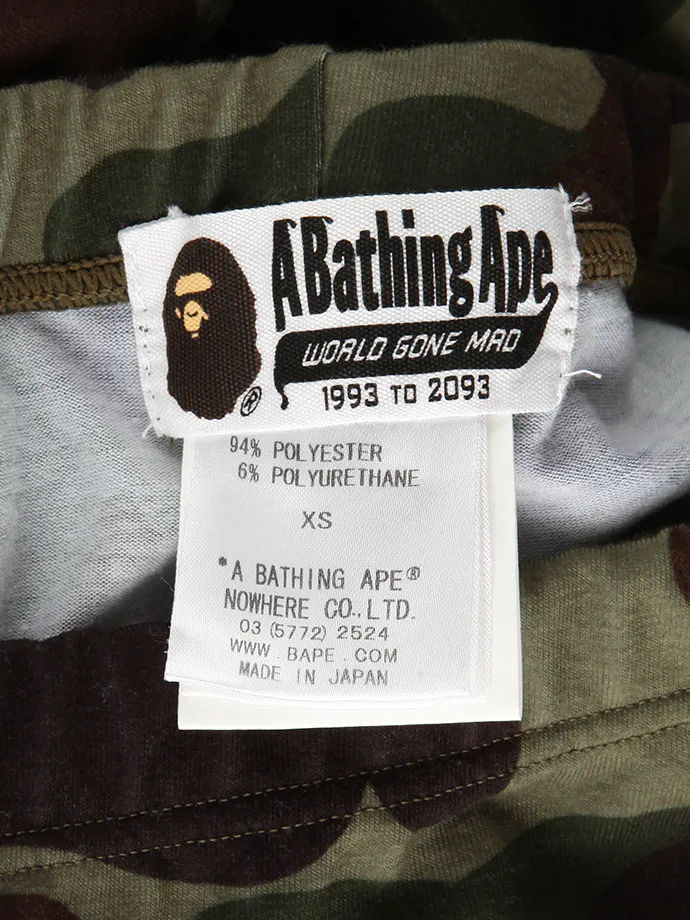 A Bathing Ape
WORLD GONE MAD
1993 TO 2093
®
94% POLYESTER
6% POLYURETHANE
XS
*A BATHING APE®
NOWHERE CO.,LTD.
03 (5772) 2524
WWW.BAPE.COM
MADE IN JAPAN